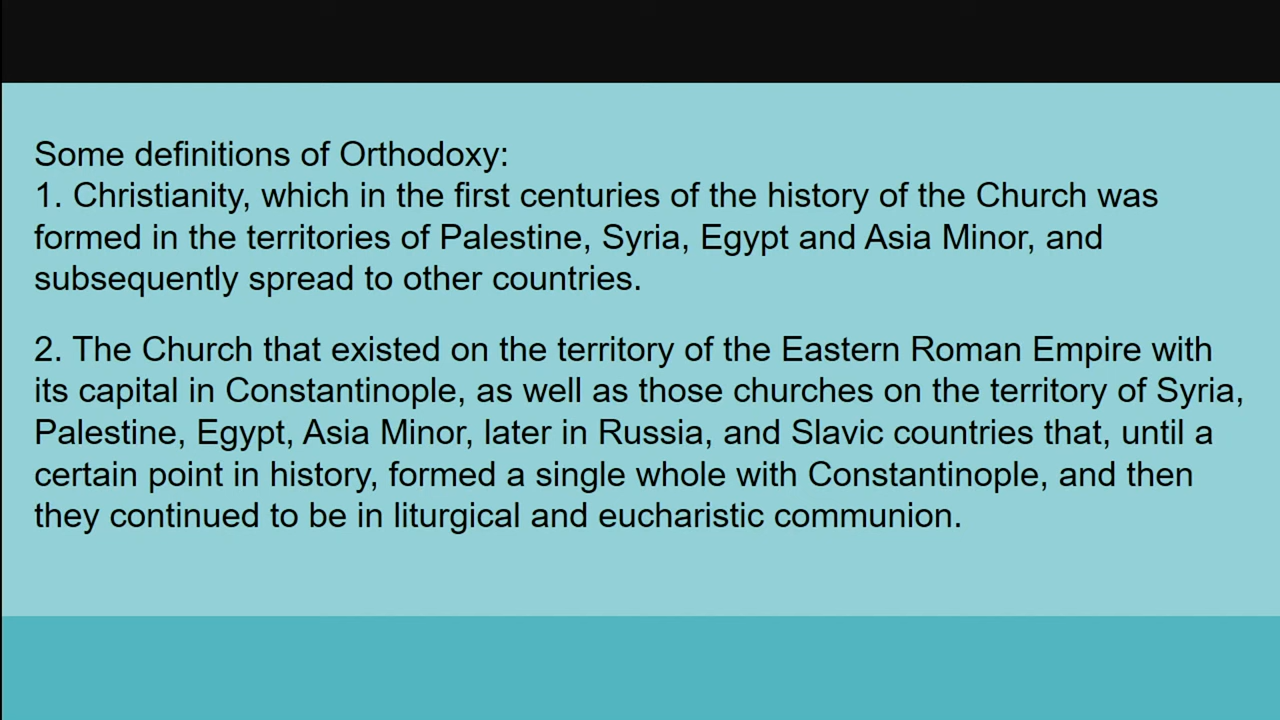 Some definitions of Orthodoxy:
1. Christianity, which in the first centuries of the history of the Church was
formed in the territories of Palestine, Syria, Egypt and Asia Minor, and
subsequently spread to other countries.
2. The Church that existed on the territory of the Eastern Roman Empire with
its capital in Constantinople, as well as those churches on the territory of Syria,
Palestine, Egypt, Asia Minor, later in Russia, and Slavic countries that, until a
certain point in history, formed a single whole with Constantinople, and then
they continued to be in liturgical and eucharistic communion.